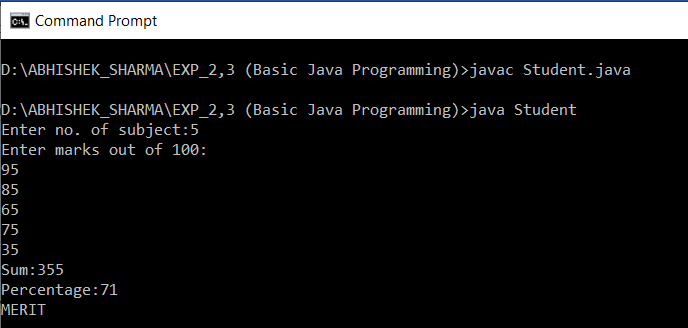 Command Prompt
D:\ABHISHEK_SHARMA\EXP_2,3 (Basic Java Programming)>javac Student.java
D:\ABHISHEK_SHARMA\EXP_2,3 (Basic Java Programming)>java Student
Enter no. of subject:5
Enter marks out of 100:
95
85
65
75
35
Sum:355
Percentage:71
MERIT